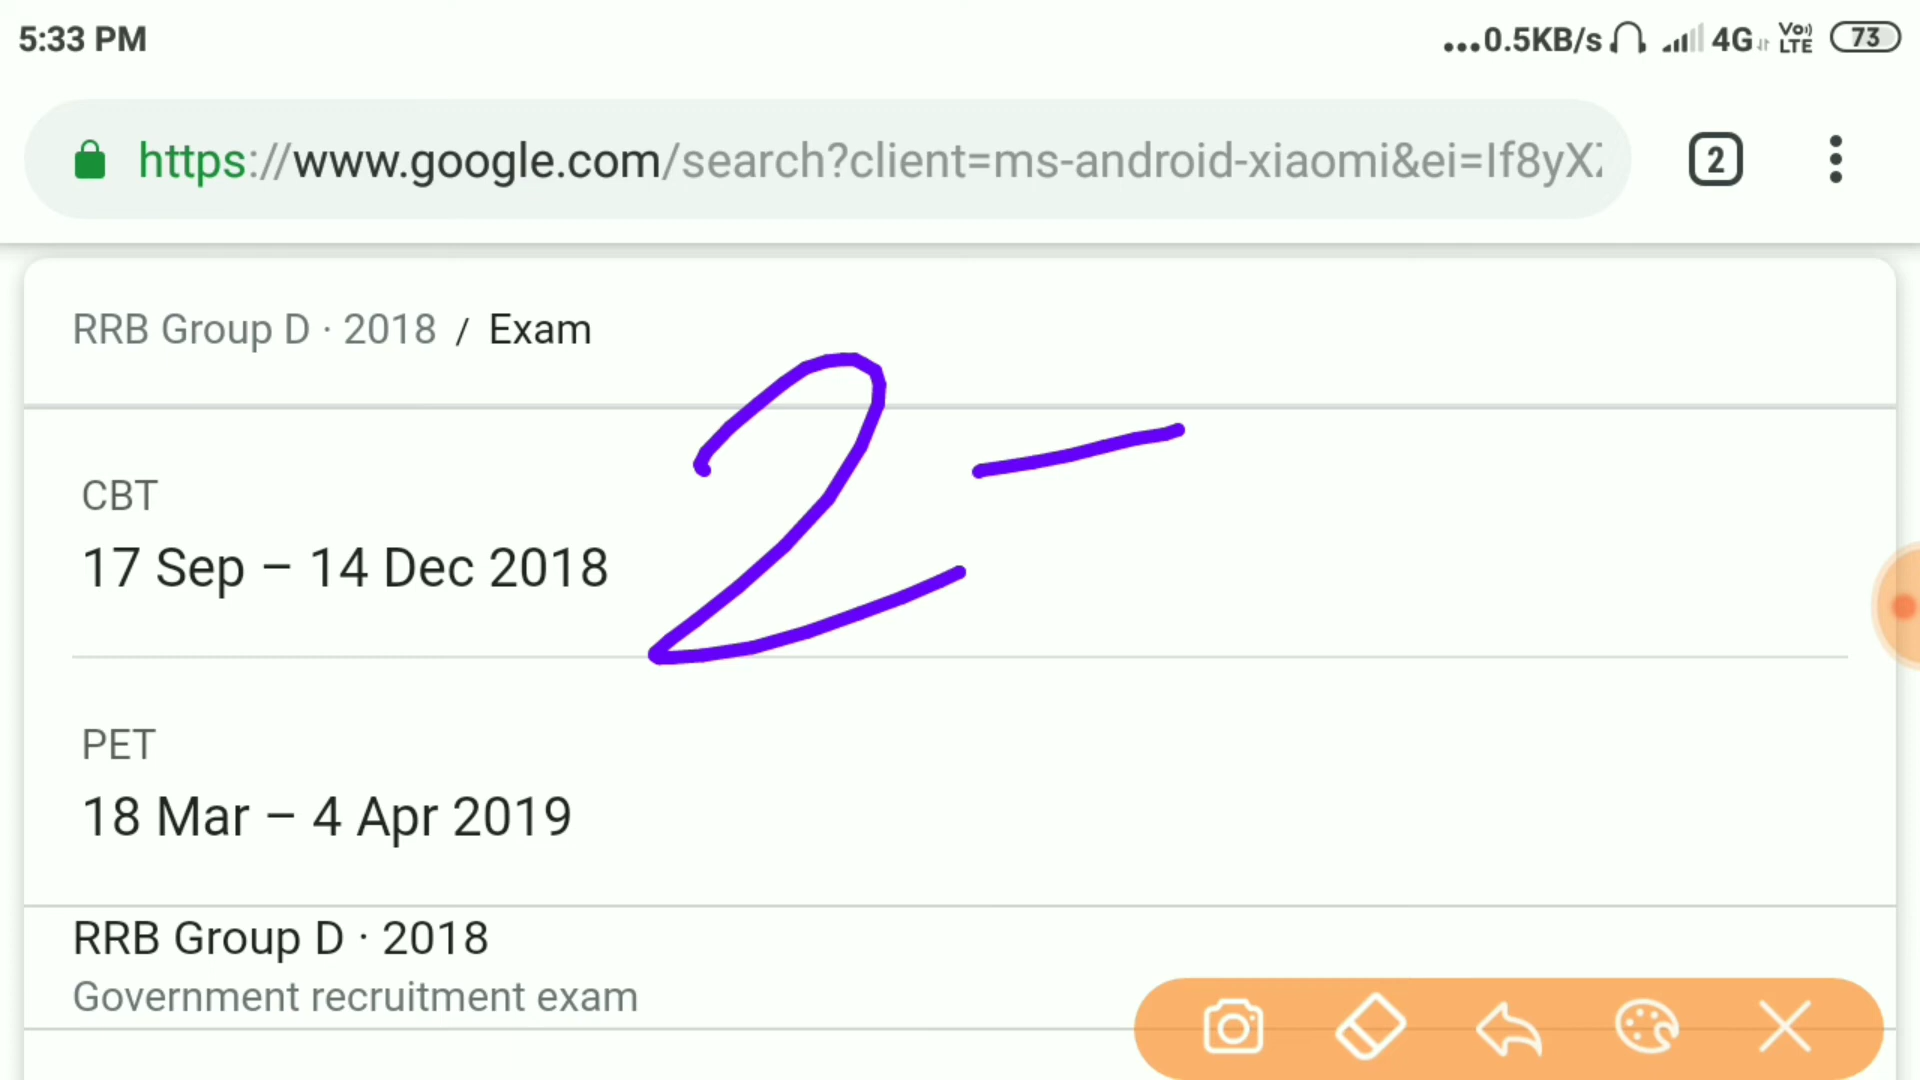 5:33 PM ...0.5KB/s 4G Vo) LTE 73
https://www.google.com/search?client=ms-android-xiaomi&ei=If8yX 2
RRB Group D · 2018 / Exam
2-
CBT
17 Sep – 14 Dec 2018
PET
18 Mar – 4 Apr 2019
RRB Group D · 2018
Government recruitment exam